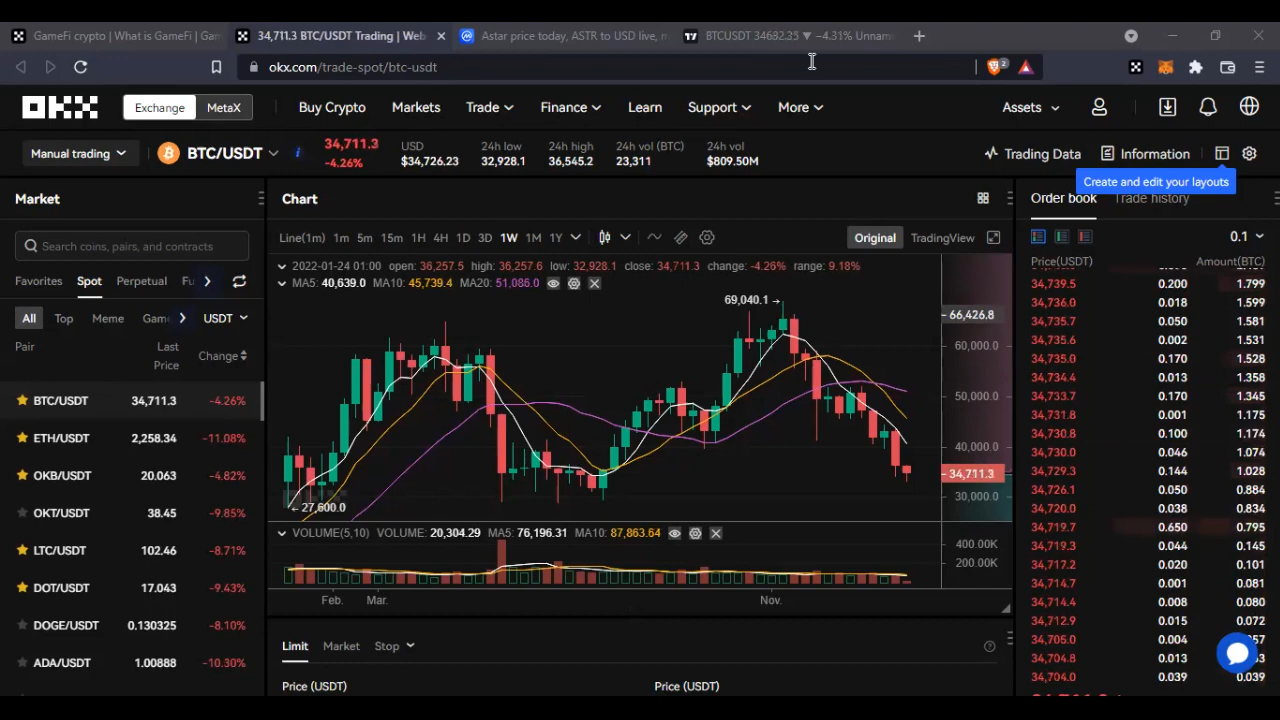 GameFi crypto | What is GameFi | Gam
34,711.3 BTC/USDT Trading | Web
Astar price today, ASTR to USD live, m
BTCUSDT 34682.35 ▼ −4.31% Unnam
okx.com/trade-spot/btc-usdt
2
OKX
Exchange
MetaX
Buy Crypto
Markets
Trade
Finance
Learn
Support
More
Assets
Manual trading
BTC/USDT
34,711.3
-4.26%
USD
$34,726.23
24h low
32,928.1
24h high
36,545.2
24h vol (BTC)
23,311
24h vol
$809.50M
Trading Data
Information
Create and edit your layouts
Market
Search coins, pairs, and contracts
Favorites Spot Perpetual Fu
All Top Meme Gam USDT
Pair Last Price Change
BTC/USDT 34,711.3 -4.26%
ETH/USDT 2,258.34 -11.08%
OKB/USDT 20.063 -4.82%
OKT/USDT 38.45 -9.85%
LTC/USDT 102.46 -8.71%
DOT/USDT 17.043 -9.43%
DOGE/USDT 0.130325 -8.10%
ADA/USDT 1.00888 -10.30%
Chart
Line(1m) 1m 5m 15m 1H 4H 1D 3D 1W 1M 1Y
Original TradingView
2022-01-24 01:00 open: 36,257.5 high: 36,257.6 low: 32,928.1 close: 34,711.3 change: -4.26% range: 9.18%
MA5: 40,639.0 MA10: 45,739.4 MA20: 51,086.0
69,040.1
27,600.0
66,426.8
60,000.0
50,000.0
40,000.0
34,711.3
30,000.0
VOLUME(5,10) VOLUME: 20,304.29 MA5: 76,196.31 MA10: 87,863.64
400.00K
200.00K
Feb. Mar. Nov.
Limit Market Stop
Price (USDT) Price (USDT)
Order book Trade history
0.1
Price(USDT) Amount(BTC)
34,739.5 0.200 1.799
34,736.0 0.018 1.599
34,735.7 0.050 1.581
34,735.6 0.002 1.531
34,735.0 0.170 1.528
34,734.4 0.013 1.358
34,733.7 0.170 1.345
34,731.8 0.001 1.175
34,730.8 0.100 1.174
34,730.0 0.046 1.074
34,729.3 0.144 1.028
34,726.1 0.050 0.884
34,720.0 0.038 0.834
34,719.7 0.650 0.795
34,719.3 0.044 0.145
34,717.2 0.020 0.101
34,714.7 0.001 0.081
34,714.4 0.008 0.080
34,712.9 0.015 0.072
34,705.0 0.004
34,704.8 0.013
34,704.0 0.039 0.039